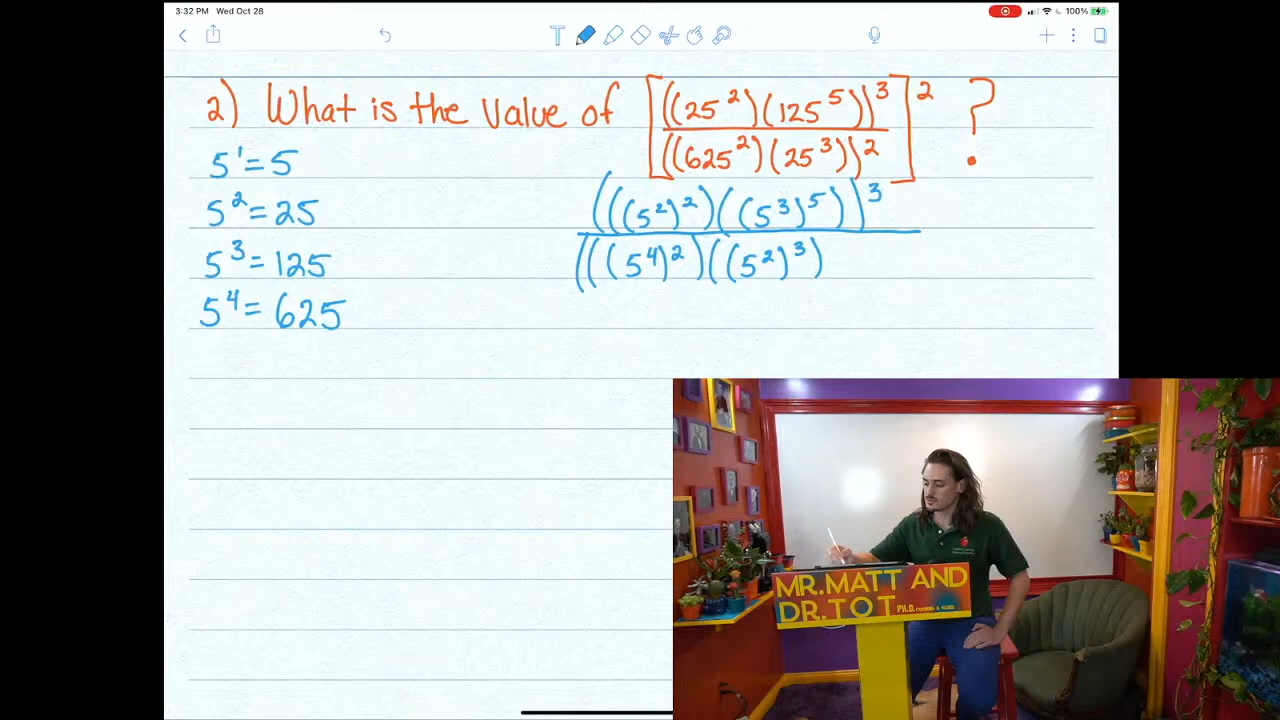 3:32 PM Wed Oct 28 100%
2) What is the value of [((25²)(125⁵))³ / ((625²)(25³))²]² ?
5¹ = 5
5² = 25
5³ = 125
5⁴ = 625
(((5²)²)((5³)⁵))³
(((5⁴)²)((5²)³)
MR. MATT AND
DR. TOT PH.D.